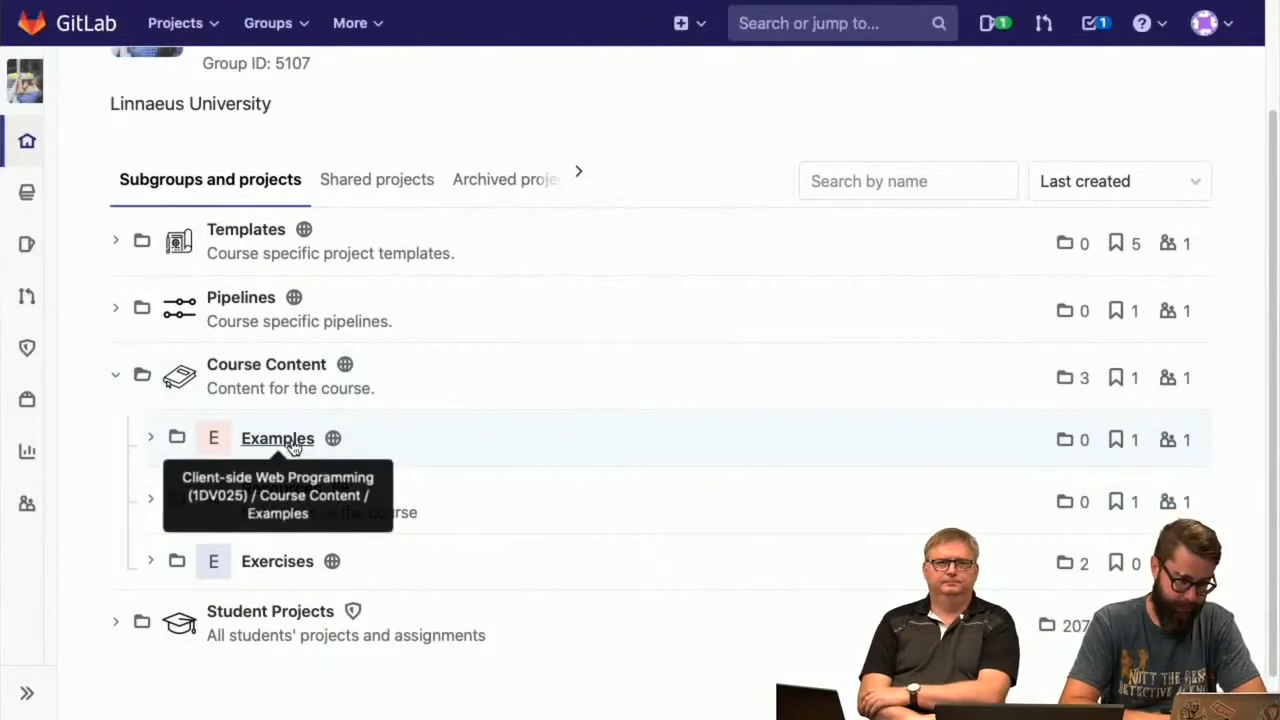 GitLab Projects Groups More Search or jump to... 1 1
Group ID: 5107
Linnaeus University
Subgroups and projects Shared projects Archived proje Search by name Last created
Templates
Course specific project templates. 0 5 1
Pipelines
Course specific pipelines. 0 1 1
Course Content
Content for the course. 3 1 1
E Examples 0 1 1
Client-side Web Programming
(1DV025) / Course Content /
Examples
0 1 1
E Exercises 2 0
Student Projects
All students' projects and assignments 207
DETECTIVE